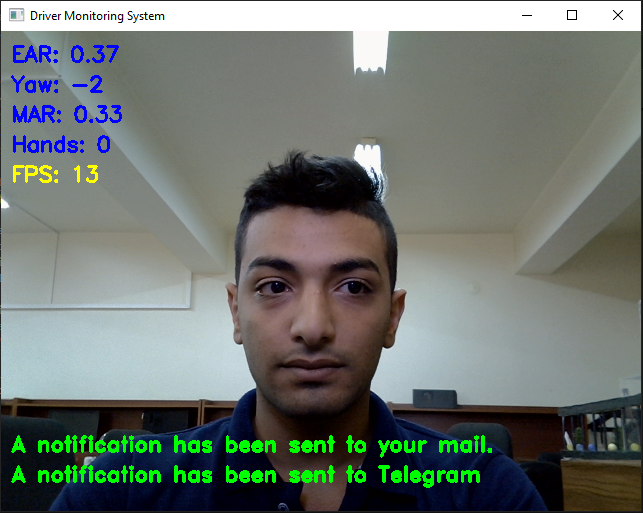 Driver Monitoring System
EAR: 0.37
Yaw: -2
MAR: 0.33
Hands: 0
FPS: 13
A notification has been sent to your mail.
A notification has been sent to Telegram